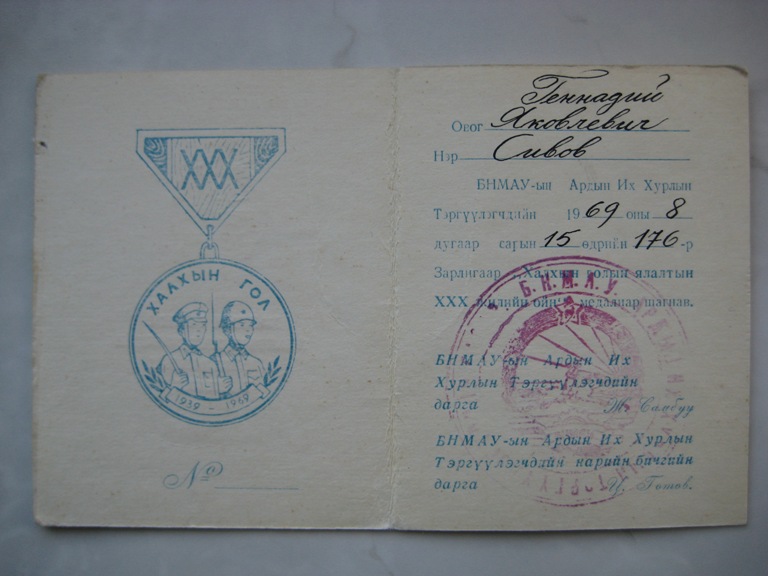 XXX
ХАЛХЫН ГОЛ
1939 - 1969
№
Геннадий
Овог Яковлевич
Нэр Сивов
БНМАУ-ын Ардын Их Хурлын
Тэргүүлэгчдийн 1969 оны 8
дугаар сарын 15 өдрийн 176-р
Зарлигаар „Халхын голын ялалтын
XXX жилийн ой" медалиар шагнав.
БНМАУ-ын Ардын Их
Хурлын Тэргүүлэгчдийн
дарга Ж. Самбуу
БНМАУ-ын Ардын Их Хурлын
Тэргүүлэгчдийн нарийн бичгийн
дарга Ц. Готов.
Б.Н.М.А.У.